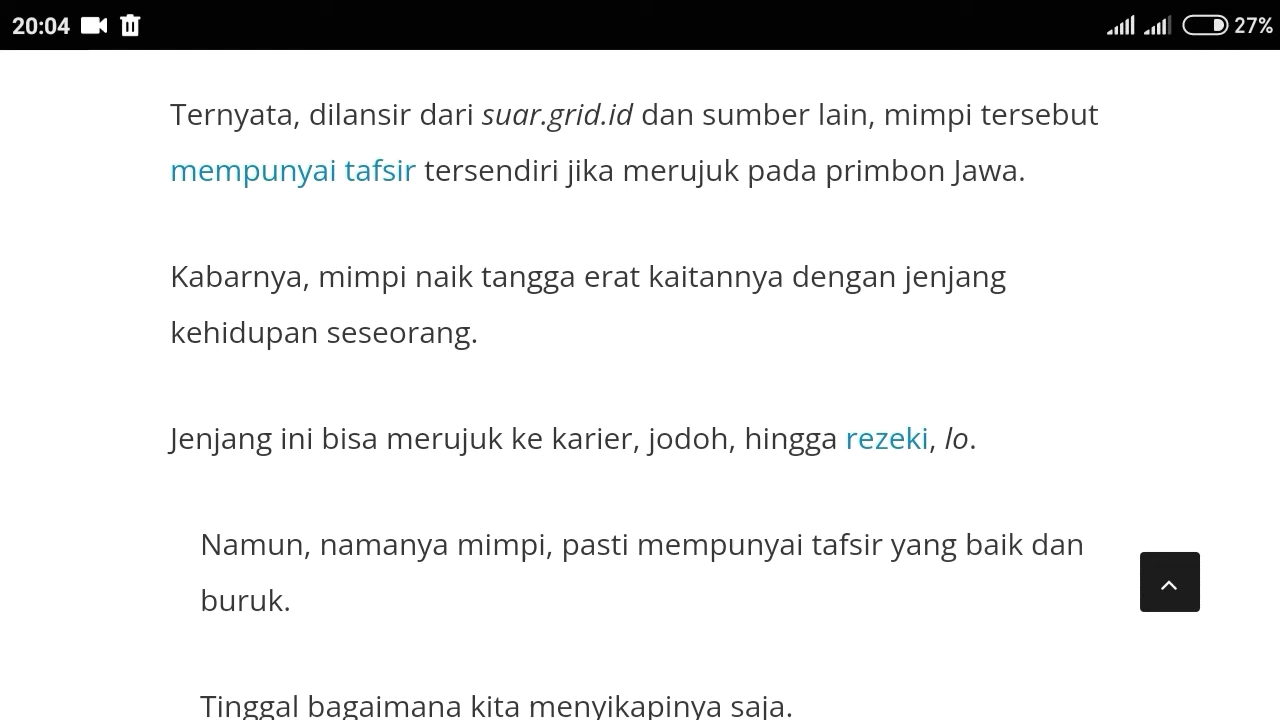 20:04
27%
Ternyata, dilansir dari suar.grid.id dan sumber lain, mimpi tersebut
mempunyai tafsir tersendiri jika merujuk pada primbon Jawa.
Kabarnya, mimpi naik tangga erat kaitannya dengan jenjang
kehidupan seseorang.
Jenjang ini bisa merujuk ke karier, jodoh, hingga rezeki, lo.
Namun, namanya mimpi, pasti mempunyai tafsir yang baik dan
buruk.
Tinggal bagaimana kita menyikapinya saja.